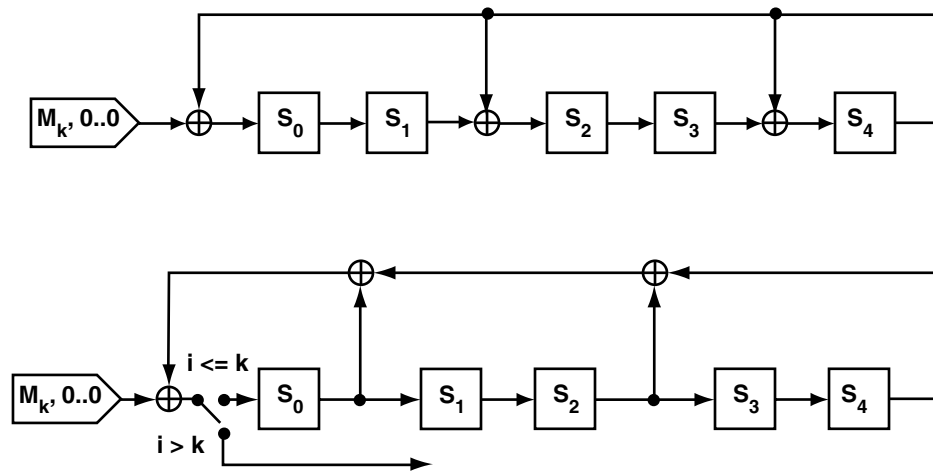 M_k, 0..0 S_0 S_1 S_2 S_3 S_4
i <= k
M_k, 0..0 S_0 S_1 S_2 S_3 S_4
i > k